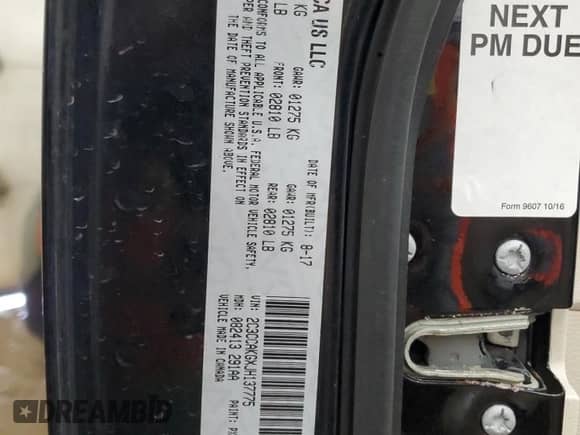 CA US LLC
DATE OF MFR(BUILT): 8-17
KG GAWR: 01275 KG GAWR: 01275 KG
LB FRONT: 02810 LB REAR: 02810 LB
CONFORMS TO ALL APPLICABLE U.S.A. FEDERAL MOTOR VEHICLE SAFETY,
PER AND THEFT PREVENTION STANDARDS IN EFFECT ON
THE DATE OF MANUFACTURE SHOWN ABOVE.
VIN: 2C3CDXKGXJH137775
MDH: 082413 291AA
VEHICLE MADE IN CANADA
PAINT: PX
NEXT
PM DUE
Form 9607 10/16
DREAMBID